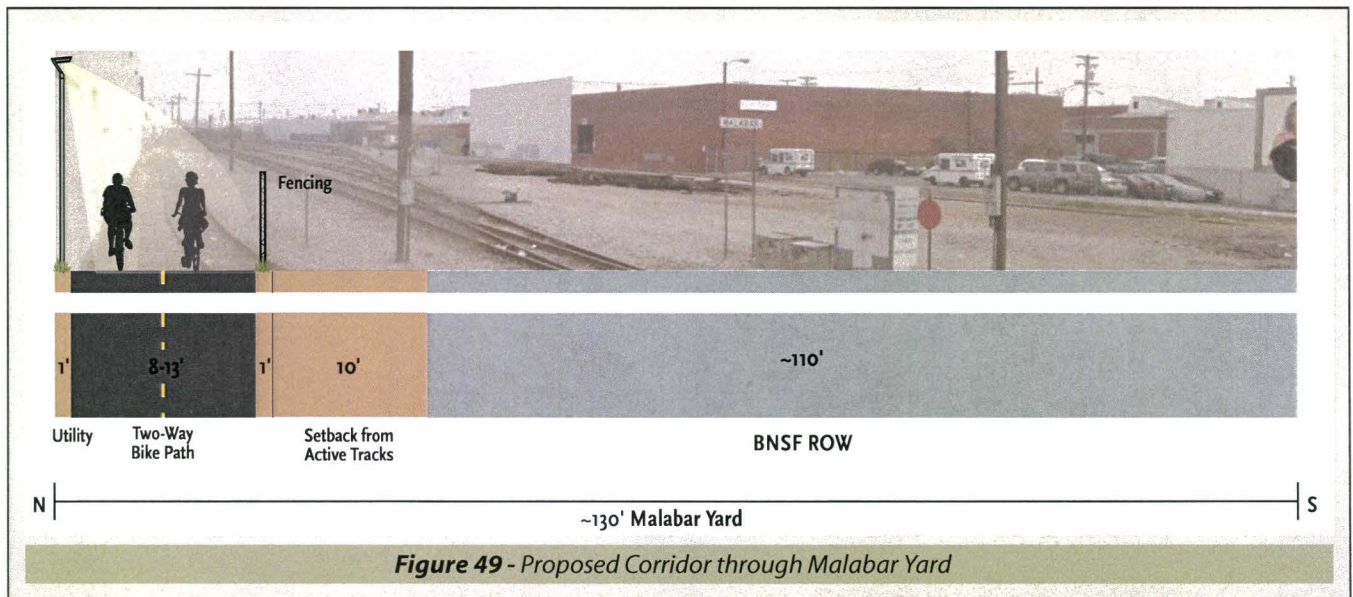 MALABAR
Fencing
1'
8-13'
1'
10'
~110'
Utility
Two-Way
Bike Path
Setback from
Active Tracks
BNSF ROW
N
S
~130' Malabar Yard
Figure 49 - Proposed Corridor through Malabar Yard